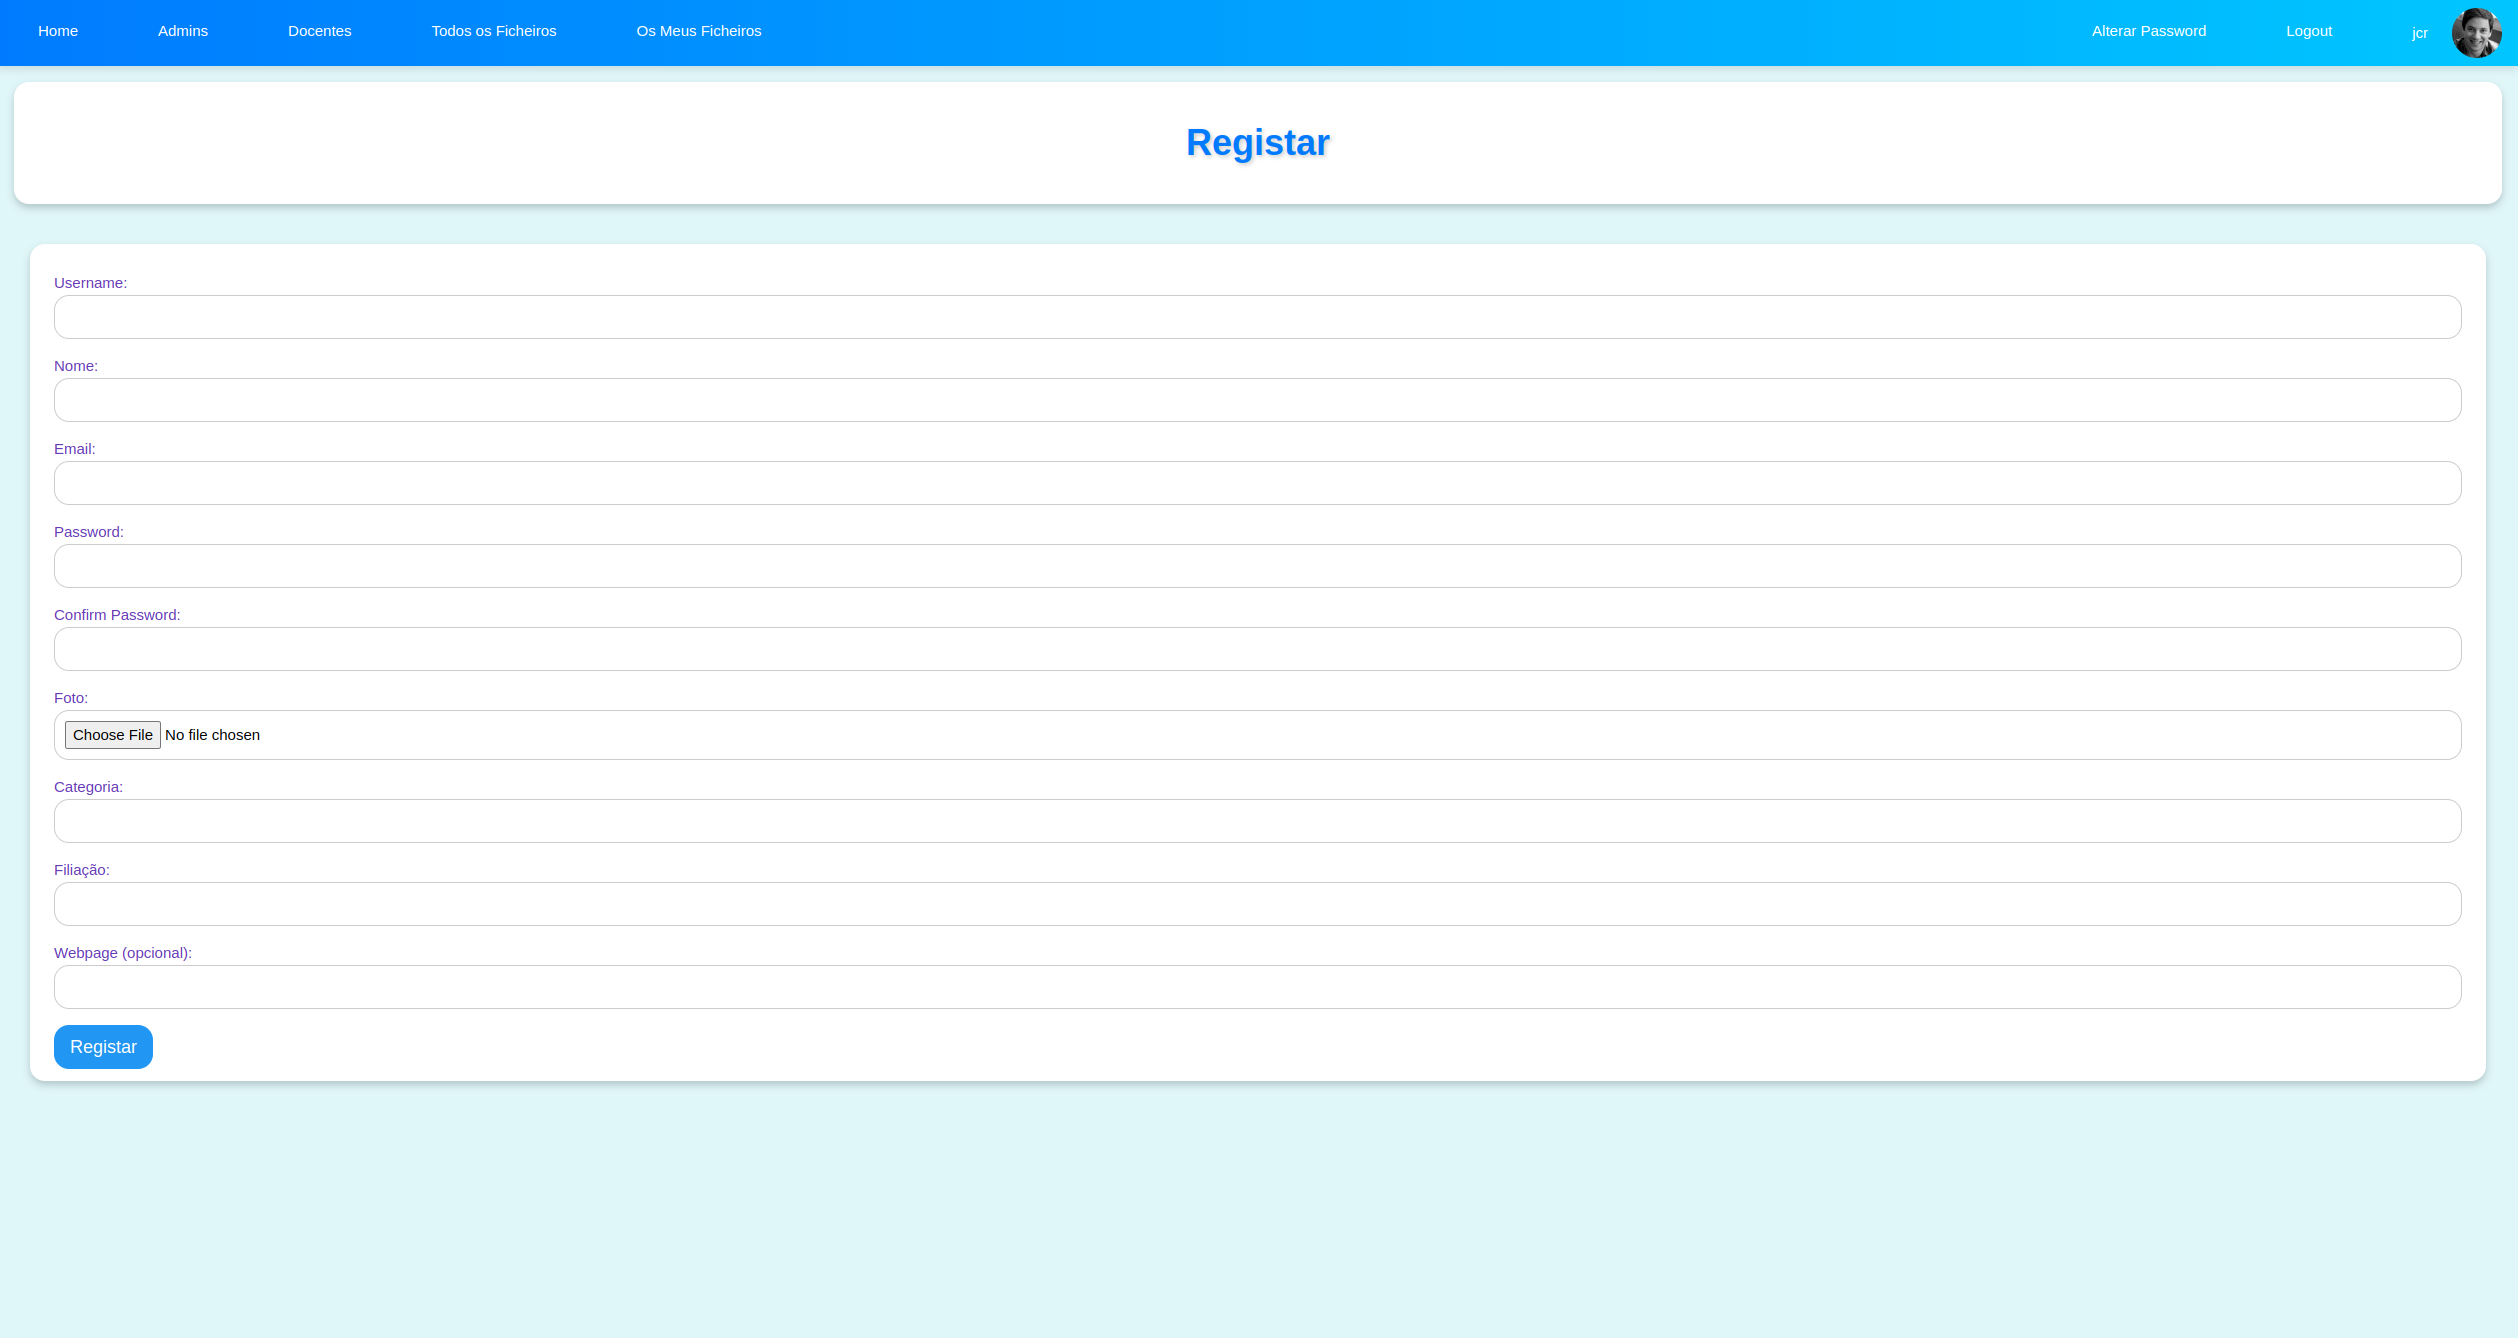 Home Admins Docentes Todos os Ficheiros Os Meus Ficheiros Alterar Password Logout jcr
Registar
Username:
Nome:
Email:
Password:
Confirm Password:
Foto:
Choose File No file chosen
Categoria:
Filiação:
Webpage (opcional):
Registar